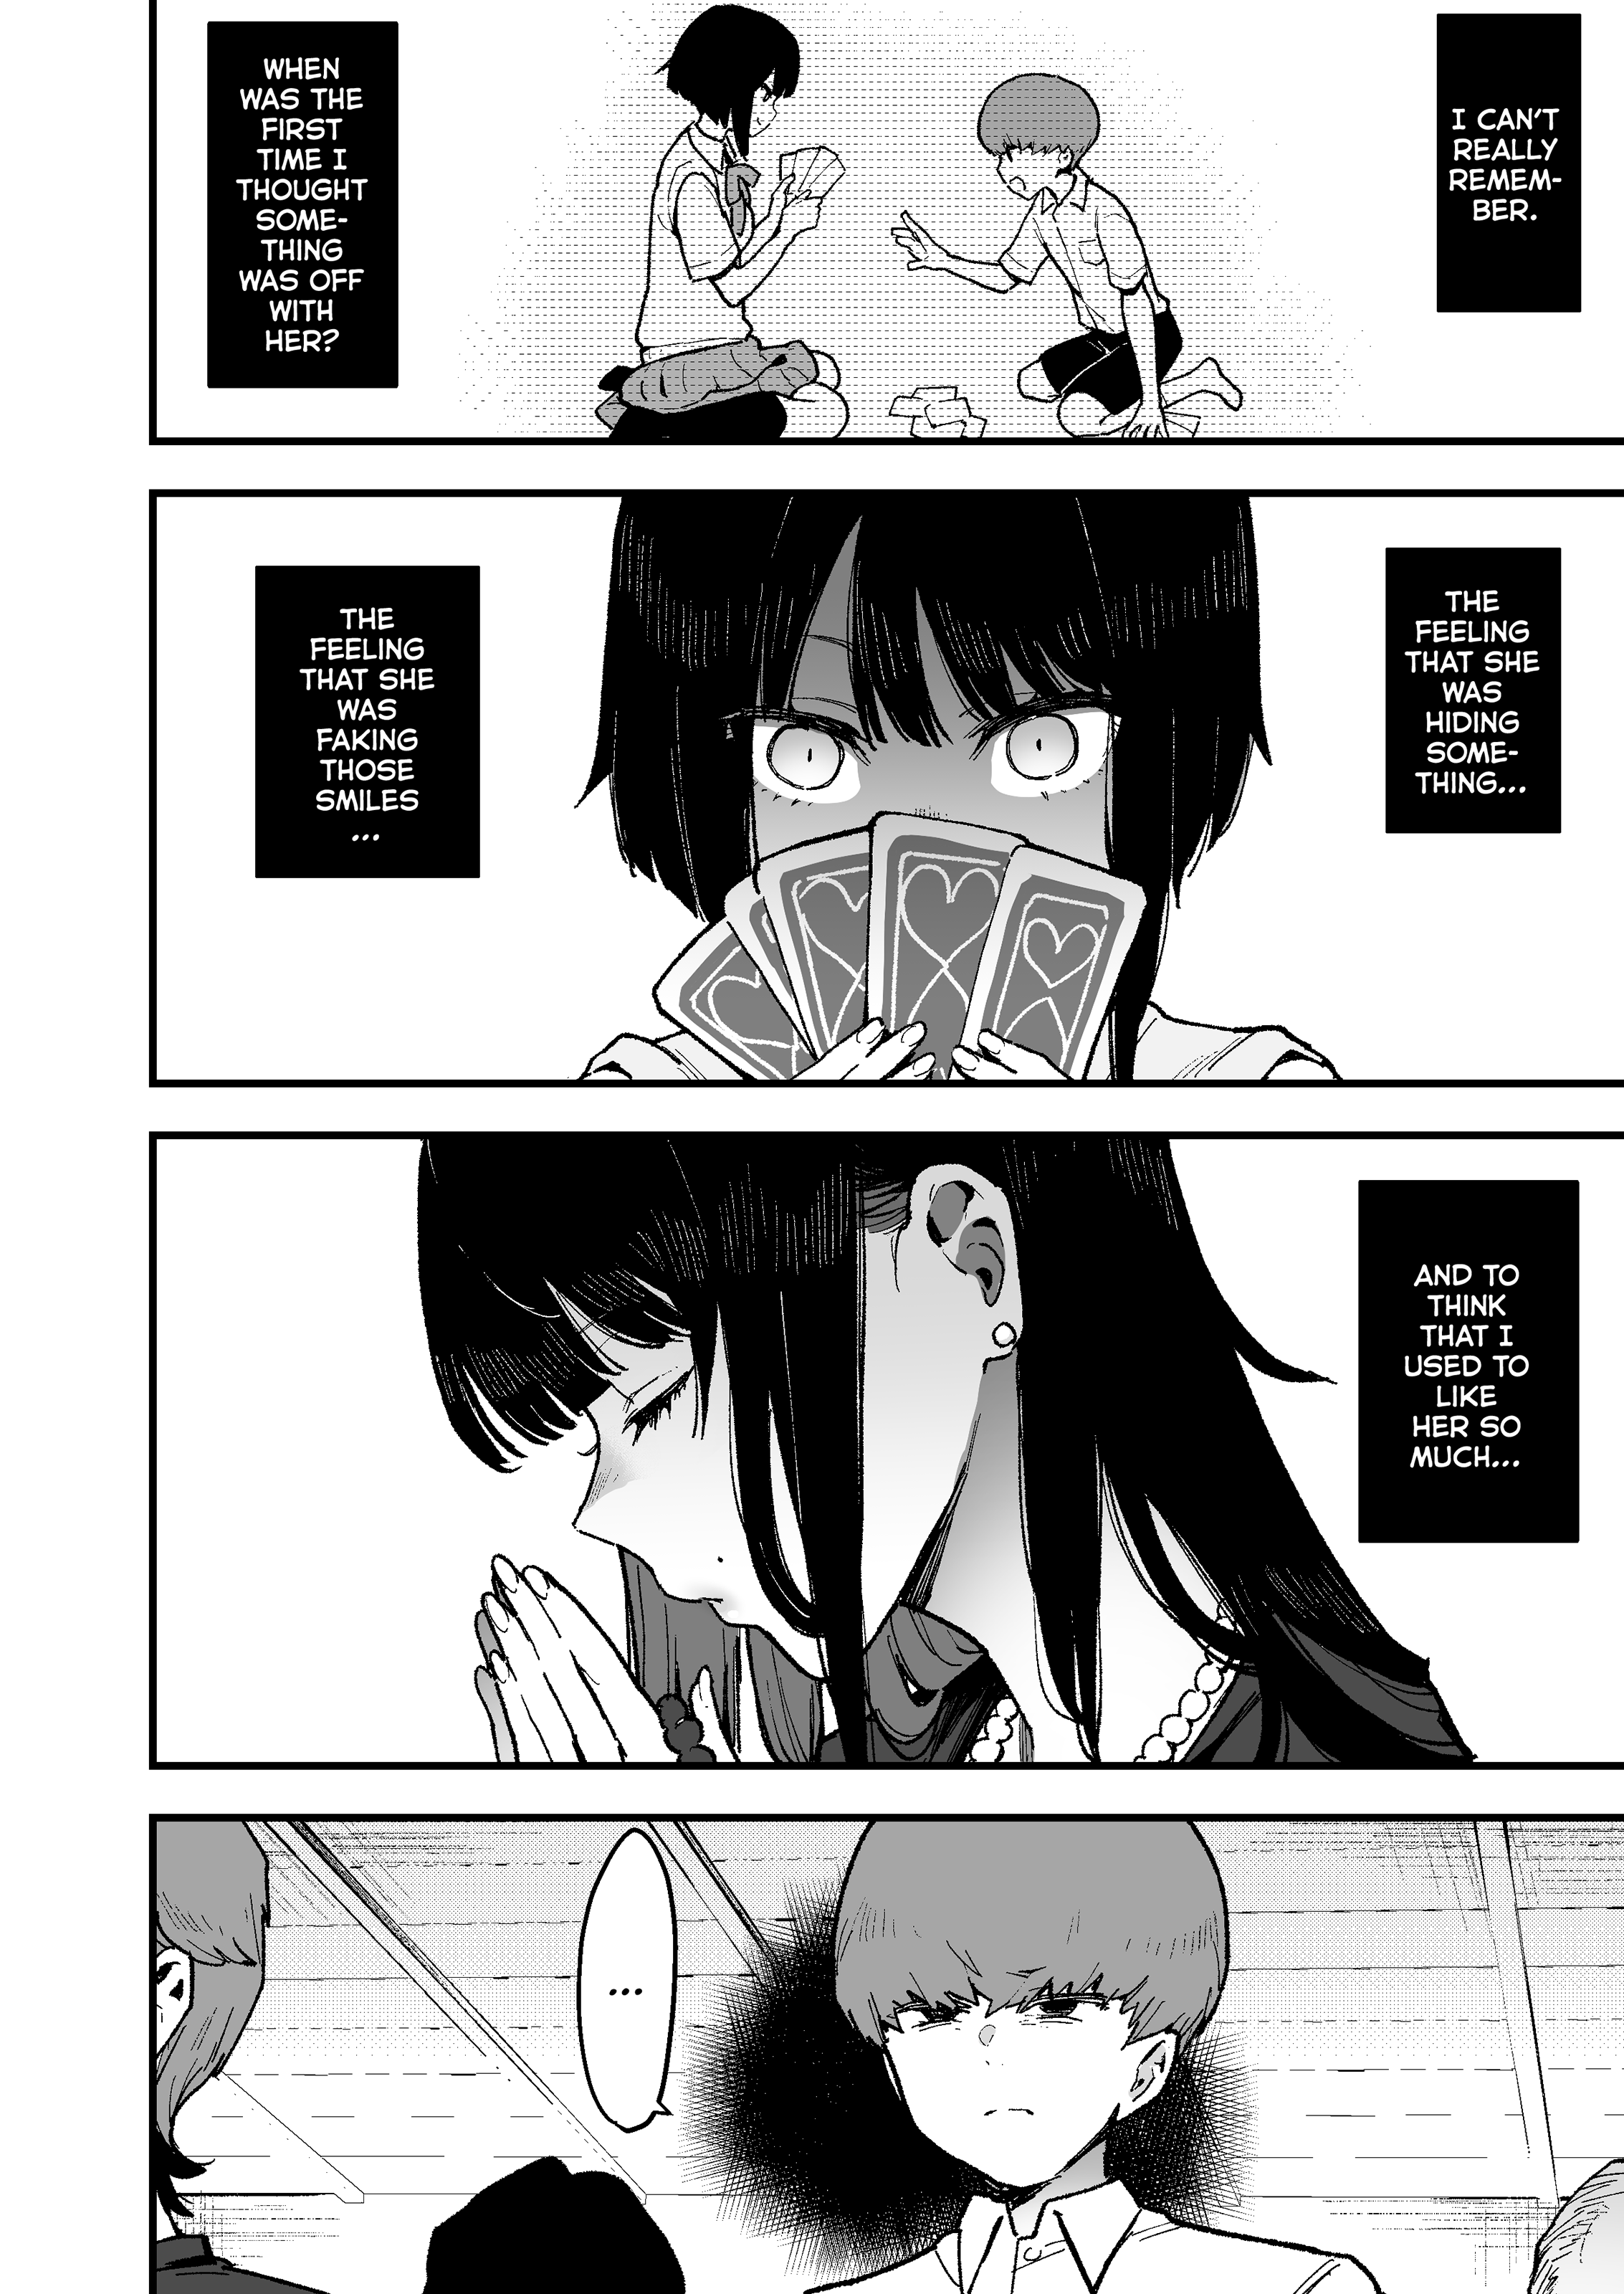 I CAN'T
REALLY
REMEM-
BER.
WHEN
WAS THE
FIRST
TIME I
THOUGHT
SOME-
THING
WAS OFF
WITH
HER?
THE
FEELING
THAT SHE
WAS
HIDING
SOME-
THING...
THE
FEELING
THAT SHE
WAS
FAKING
THOSE
SMILES
...
AND TO
THINK
THAT I
USED TO
LIKE
HER SO
MUCH...
...